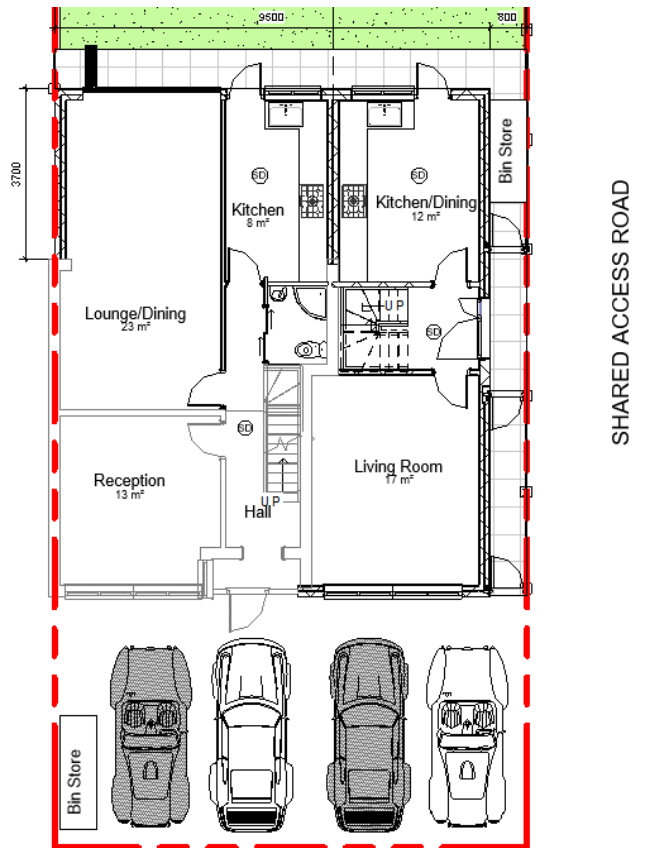 9500
800
3700
Bin Store
SD
SD
Kitchen
8 m²
Kitchen/Dining
12 m²
SHARED ACCESS ROAD
Lounge/Dining
23 m²
UP
SD
SD
Reception
13 m²
Living Room
17 m²
UP
Hall
Bin Store